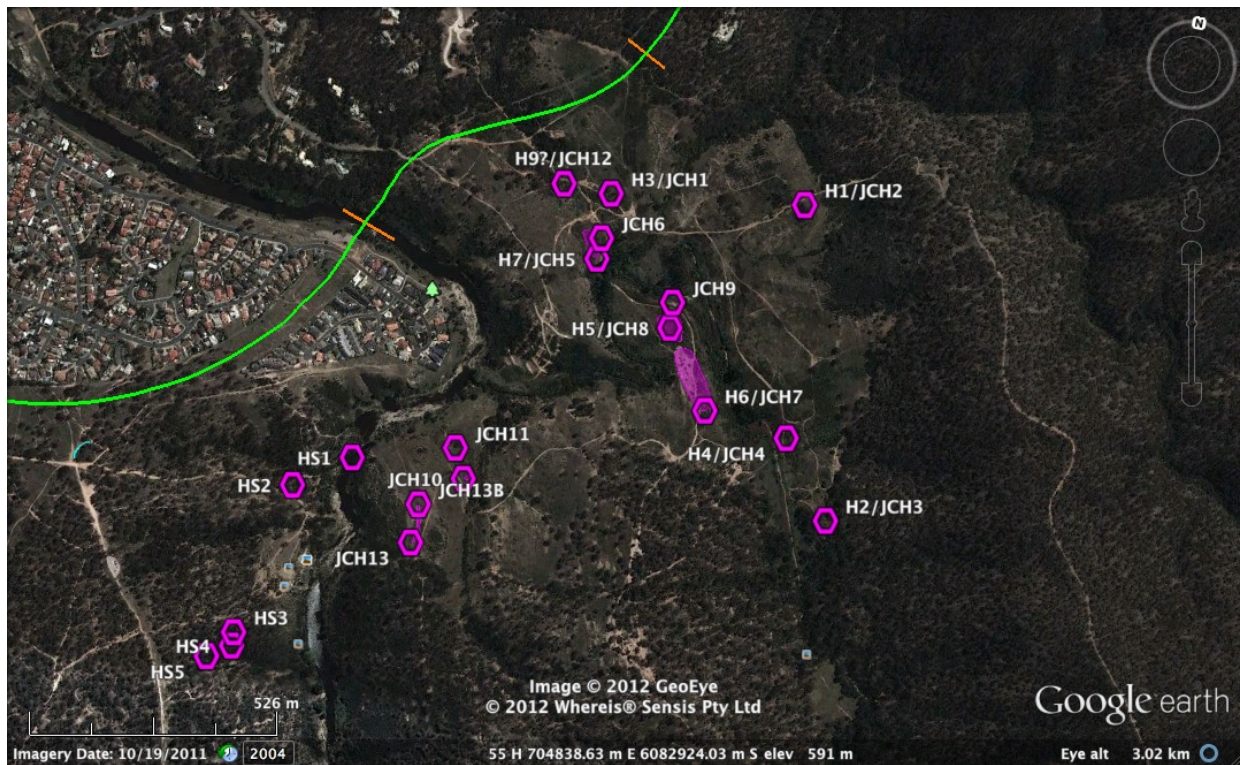 N
H9?/JCH12
H3/JCH1
H1/JCH2
JCH6
H7/JCH5
JCH9
H5/JCH8
H6/JCH7
JCH11
H4/JCH4
HS1
JCH10
HS2
JCH13B
H2/JCH3
JCH13
HS3
HS4
HS5
526 m
Image © 2012 GeoEye
© 2012 Whereis® Sensis Pty Ltd
Google earth
Imagery Date: 10/19/2011 2004 55 H 704838.63 m E 6082924.03 m S elev 591 m Eye alt 3.02 km